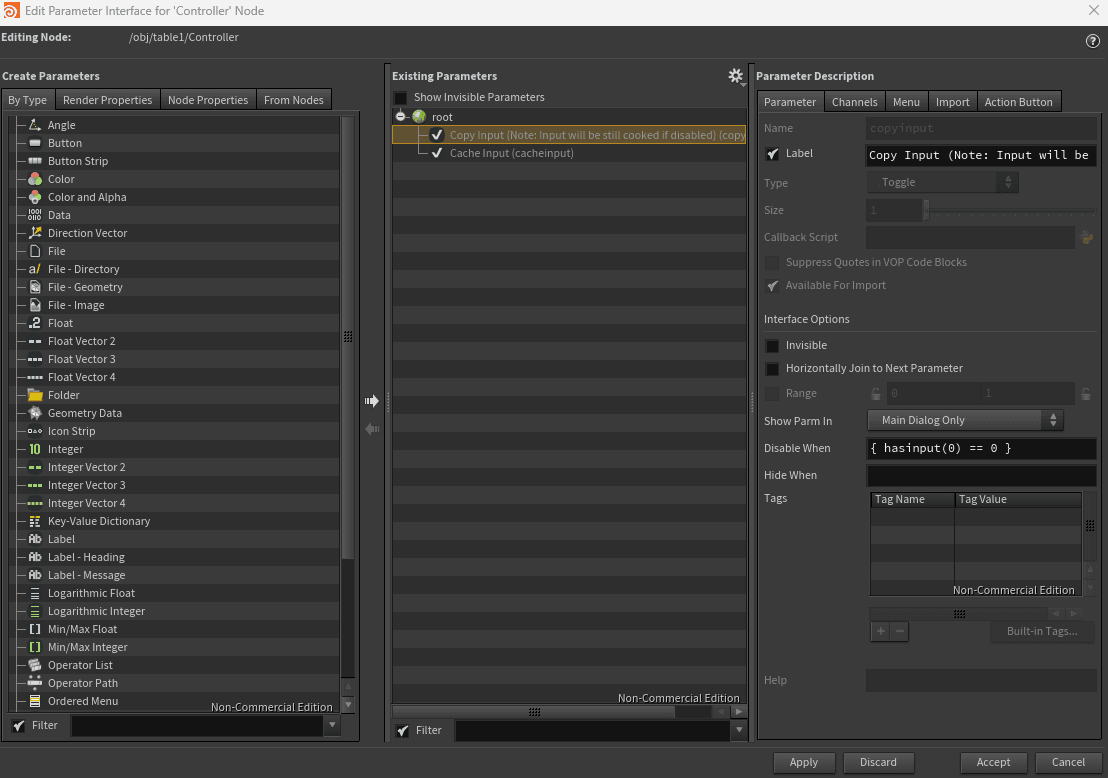 Edit Parameter Interface for 'Controller' Node
Editing Node: /obj/table1/Controller
Create Parameters
By Type Render Properties Node Properties From Nodes
Angle
Button
Button Strip
Color
Color and Alpha
Data
Direction Vector
File
File - Directory
File - Geometry
File - Image
Float
Float Vector 2
Float Vector 3
Float Vector 4
Folder
Geometry Data
Icon Strip
Integer
Integer Vector 2
Integer Vector 3
Integer Vector 4
Key-Value Dictionary
Label
Label - Heading
Label - Message
Logarithmic Float
Logarithmic Integer
Min/Max Float
Min/Max Integer
Operator List
Operator Path
Ordered Menu
Non-Commercial Edition
Filter
Existing Parameters
Show Invisible Parameters
root
Copy Input (Note: Input will be still cooked if disabled) (copy
Cache Input (cacheinput)
Non-Commercial Edition
Filter
Parameter Description
Parameter Channels Menu Import Action Button
Name copyinput
Label Copy Input (Note: Input will be
Type Toggle
Size 1
Callback Script
Suppress Quotes in VOP Code Blocks
Available For Import
Interface Options
Invisible
Horizontally Join to Next Parameter
Range 0 1
Show Parm In Main Dialog Only
Disable When { hasinput(0) == 0 }
Hide When
Tags Tag Name Tag Value
Non-Commercial Edition
Built-in Tags...
Help
Apply Discard Accept Cancel